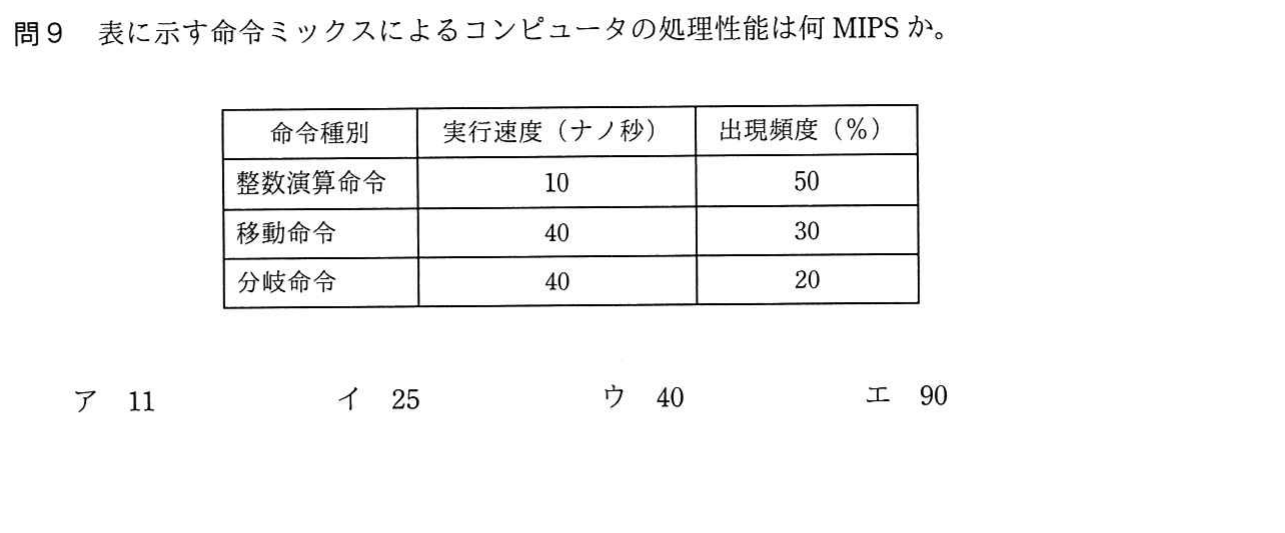 問9 表に示す命令ミックスによるコンピュータの処理性能は何 MIPS か。
命令種別 実行速度（ナノ秒） 出現頻度（％）
整数演算命令 10 50
移動命令 40 30
分岐命令 40 20
ア 11 イ 25 ウ 40 エ 90